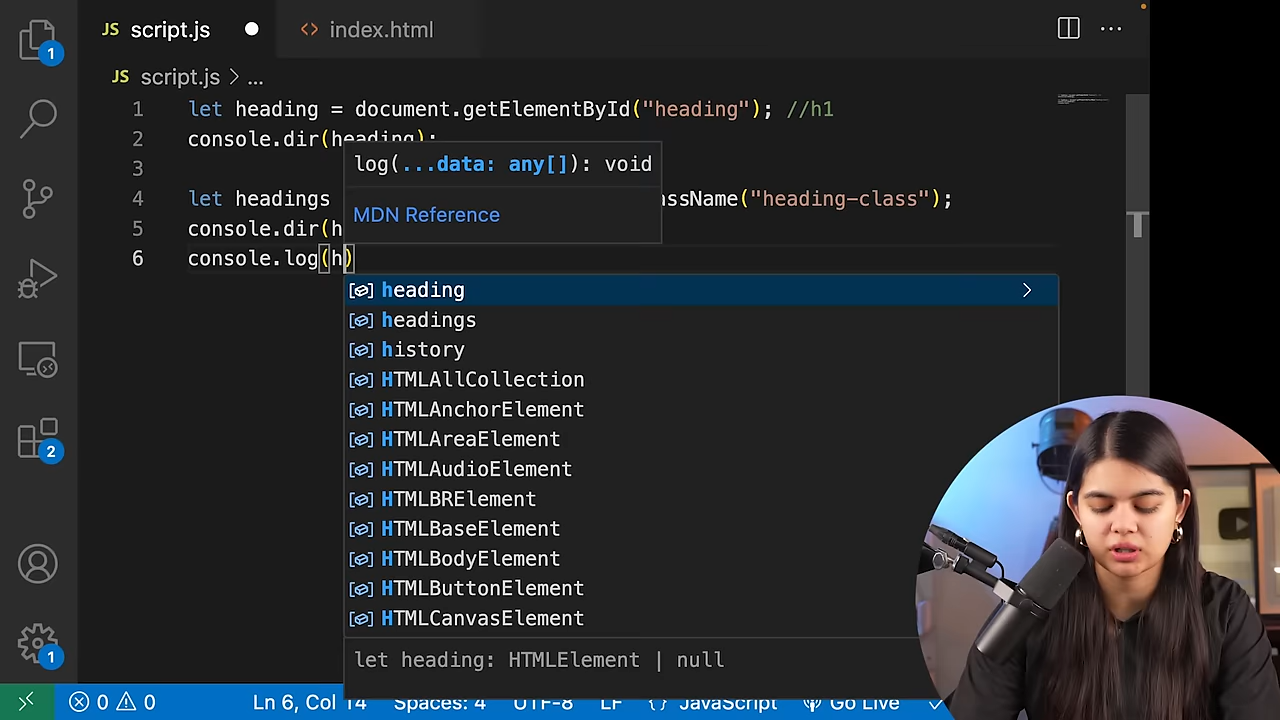 JS script.js
<> index.html
1
JS script.js > ...
1 let heading = document.getElementById("heading"); //h1
2 console.dir(heading);
log(...data: any[]): void
3
4 let headings assName("heading-class");
MDN Reference
5 console.dir(h
6 console.log(h)
heading
headings
history
HTMLAllCollection
HTMLAnchorElement
HTMLAreaElement
2
HTMLAudioElement
HTMLBRElement
HTMLBaseElement
HTMLBodyElement
HTMLButtonElement
HTMLCanvasElement
1
let heading: HTMLElement | null
0 0 Ln 6, Col 14 Spaces: 4 UTF-8 LF {} JavaScript Go Live